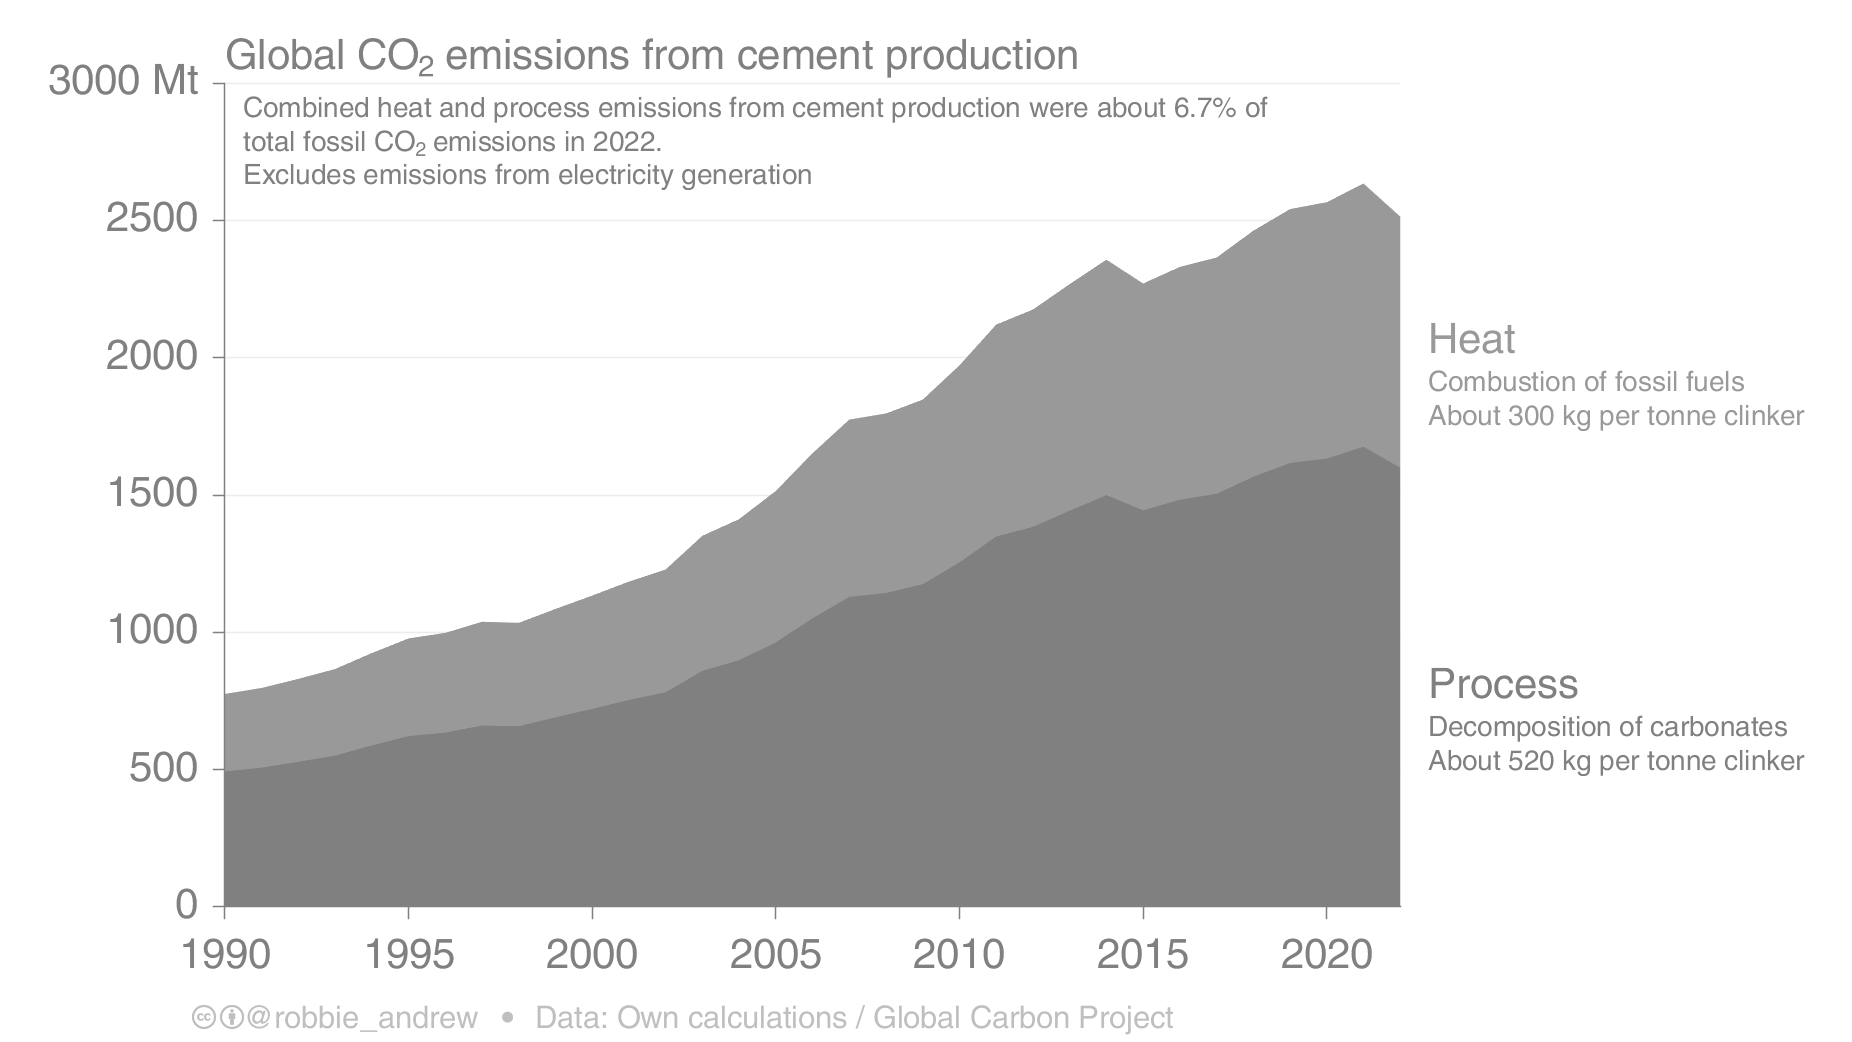 Global CO₂ emissions from cement production
3000 Mt
Combined heat and process emissions from cement production were about 6.7% of
total fossil CO₂ emissions in 2022.
Excludes emissions from electricity generation
2500
2000
1500
1000
500
0
Heat
Combustion of fossil fuels
About 300 kg per tonne clinker
Process
Decomposition of carbonates
About 520 kg per tonne clinker
1990 1995 2000 2005 2010 2015 2020
cc @robbie_andrew • Data: Own calculations / Global Carbon Project